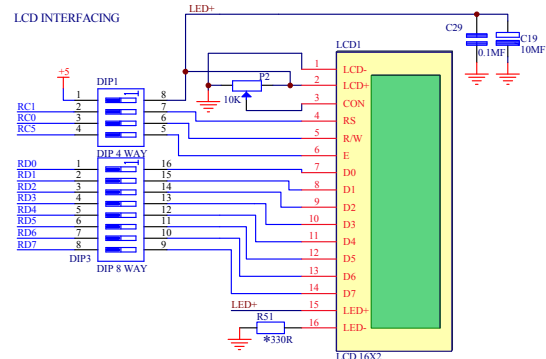 LCD INTERFACING
LED+
C29
0.1MF
C19
10MF
LCD1
+5
DIP1
1 8
RC1 2 7
RC0 3 6
RC5 4 5
DIP 4 WAY
P2
10K
1 LCD-
2 LCD+
3 CON
4 RS
5 R/W
6 E
7 D0
8 D1
9 D2
10 D3
11 D4
12 D5
13 D6
14 D7
15 LED+
16 LED-
RD0 1 16
RD1 2 15
RD2 3 14
RD3 4 13
RD4 5 12
RD5 6 11
RD6 7 10
RD7 8 9
DIP3
DIP 8 WAY
LED+
R51
*330R
LCD 16X2